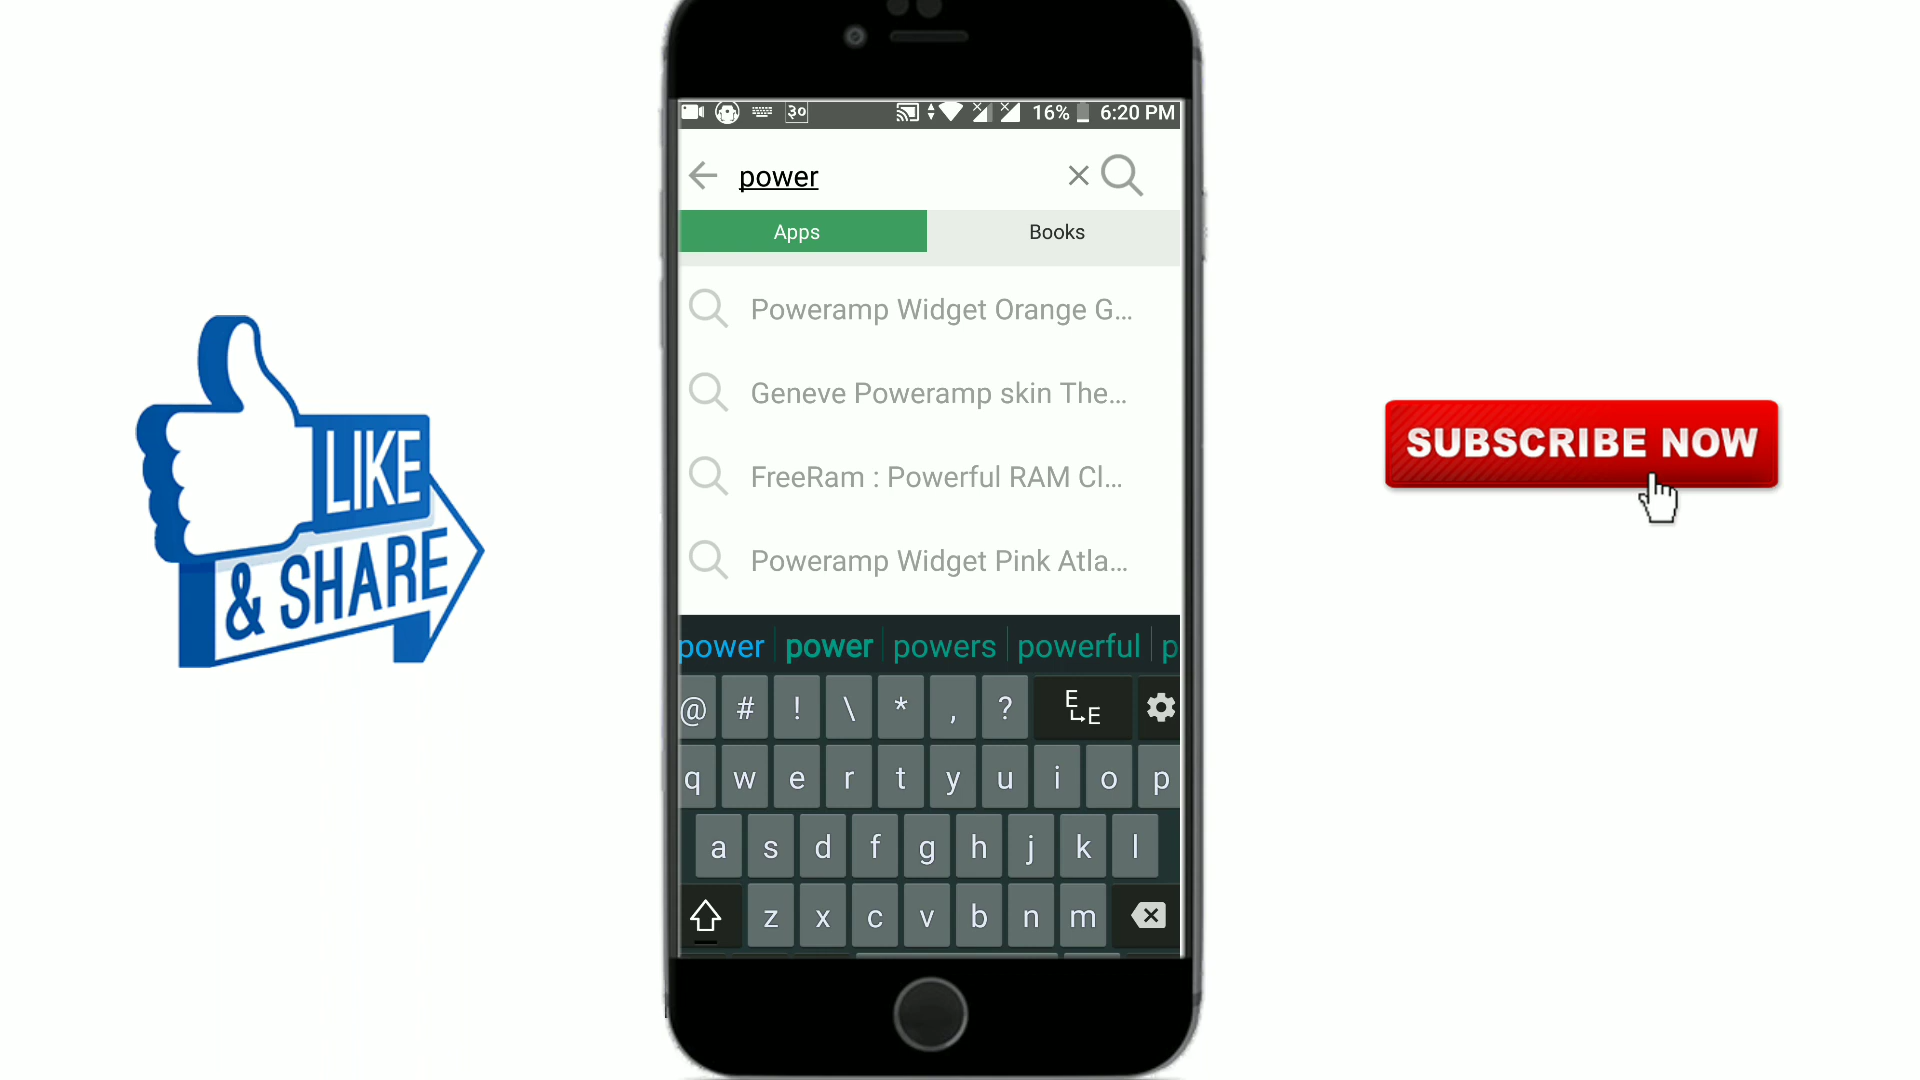 ३०
16%
6:20 PM
power
Apps
Books
Poweramp Widget Orange G...
Geneve Poweramp skin The...
FreeRam : Powerful RAM Cl...
Poweramp Widget Pink Atla...
LIKE
& SHARE
SUBSCRIBE NOW
power power powers powerful p
@ # ! \ * , ? E E
q w e r t y u i o p
a s d f g h j k l
z x c v b n m